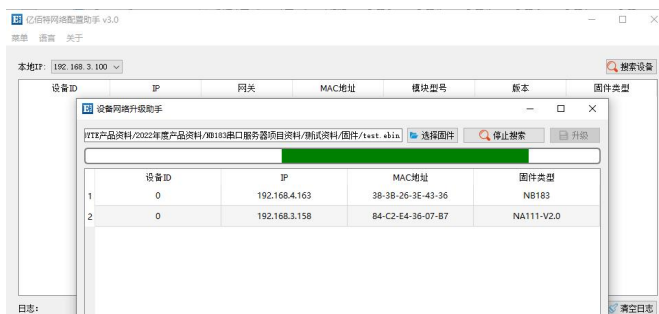 亿佰特网络配置助手 v3.0
菜单 语言 关于
本地IP: 192.168.3.100 搜索设备
设备ID IP 网关 MAC地址 模块型号 版本 固件类型
设备网络升级助手
YTE产品资料/2022年度产品资料/NB183串口服务器项目资料/测试资料/固件/test.ebin 选择固件 停止搜索 升级
设备ID IP MAC地址 固件类型
1 0 192.168.4.163 38-3B-26-3E-43-36 NB183
2 0 192.168.3.158 84-C2-E4-36-07-B7 NA111-V2.0
日志: 清空日志